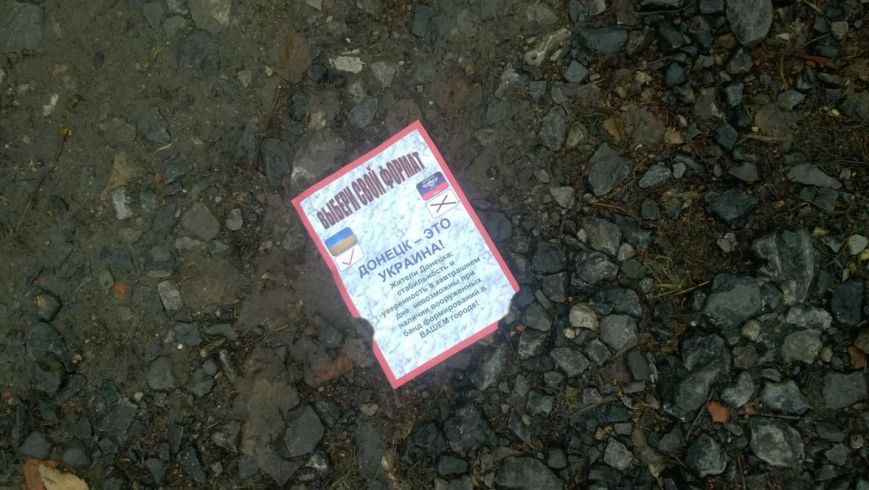 ВЫБЕРИ СВОЙ ФОРМАТ
ДОНЕЦК – ЭТО
УКРАИНА!
Жители Донецка,
стабильность и
уверенность в завтрашнем
дне невозможны при
наличии вооруженных
банд формирований в
ВАШЕМ городе!